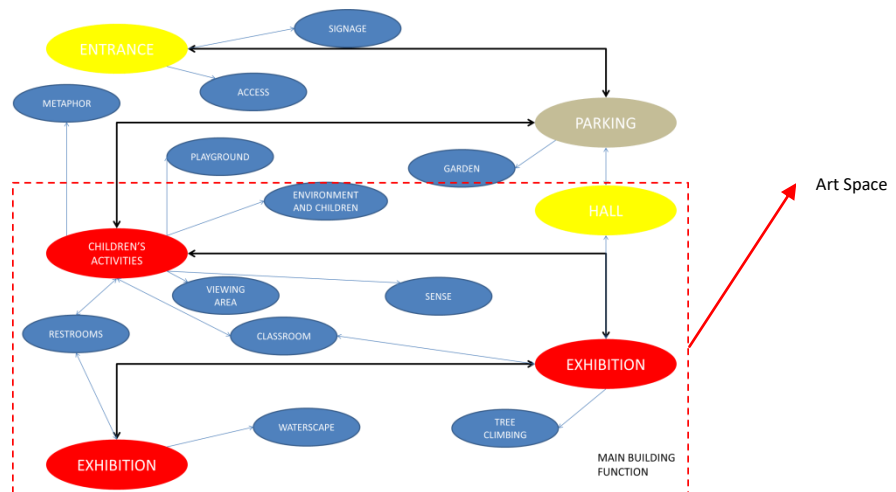 SIGNAGE
ENTRANCE
ACCESS
METAPHOR
PARKING
PLAYGROUND
GARDEN
ENVIRONMENT
AND CHILDREN
Art Space
HALL
CHILDREN'S
ACTIVITIES
VIEWING
AREA
SENSE
RESTROOMS
CLASSROOM
EXHIBITION
WATERSCAPE
TREE
CLIMBING
EXHIBITION
MAIN BUILDING
FUNCTION